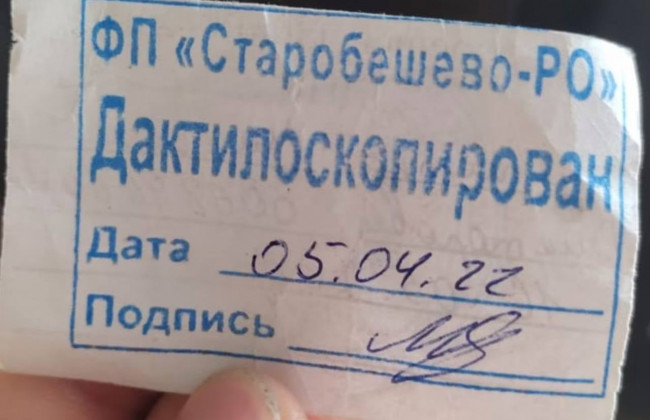 ФП «Старобешево-РО»
Дактилоскопирован
Дата 05.04.22
Подпись